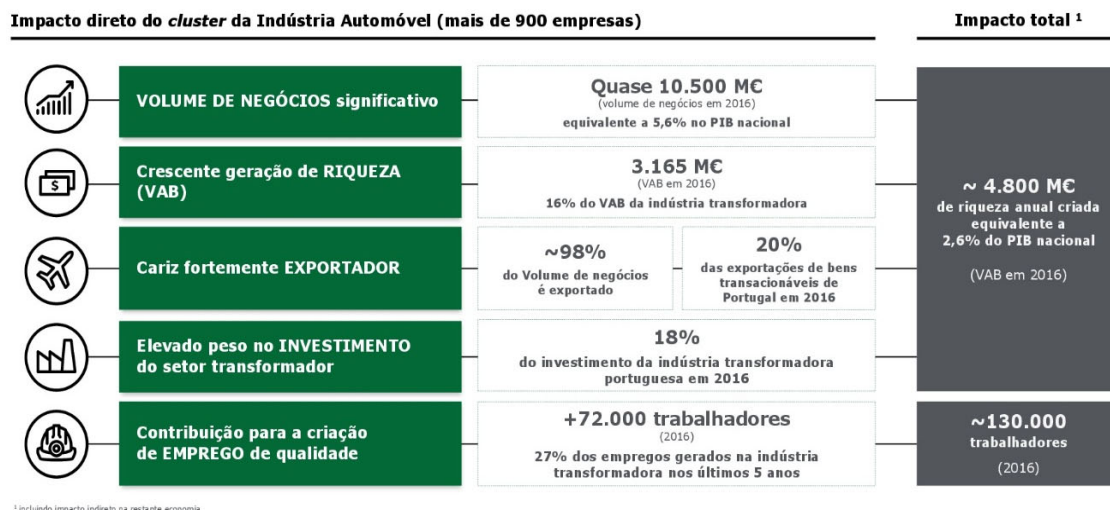 Impacto direto do cluster da Indústria Automóvel (mais de 900 empresas)
Impacto total ¹
VOLUME DE NEGÓCIOS significativo
Quase 10.500 M€
(volume de negócios em 2016)
equivalente a 5,6% no PIB nacional
$
Crescente geração de RIQUEZA
(VAB)
3.165 M€
(VAB em 2016)
16% do VAB da indústria transformadora
Cariz fortemente EXPORTADOR
~98%
do Volume de negócios
é exportado
20%
das exportações de bens
transacionáveis de
Portugal em 2016
Elevado peso no INVESTIMENTO
do setor transformador
18%
do investimento da indústria transformadora
portuguesa em 2016
~ 4.800 M€
de riqueza anual criada
equivalente a
2,6% do PIB nacional
(VAB em 2016)
Contribuição para a criação
de EMPREGO de qualidade
+72.000 trabalhadores
(2016)
27% dos empregos gerados na indústria
transformadora nos últimos 5 anos
~130.000
trabalhadores
(2016)
¹ incluindo impacto indireto na restante economia